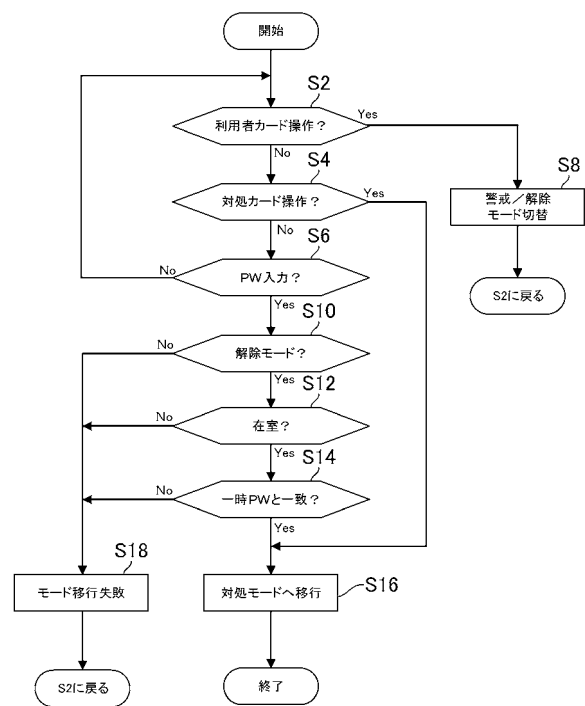 開始
S2
利用者カード操作？
Yes
No
S4
対処カード操作？
Yes
No
S8
警戒／解除
モード切替
S2に戻る
S6
PW入力？
No
Yes
S10
解除モード？
No
Yes
S12
在室？
No
Yes
S14
一時PWと一致？
No
Yes
S18
モード移行失敗
S16
対処モードへ移行
S2に戻る
終了